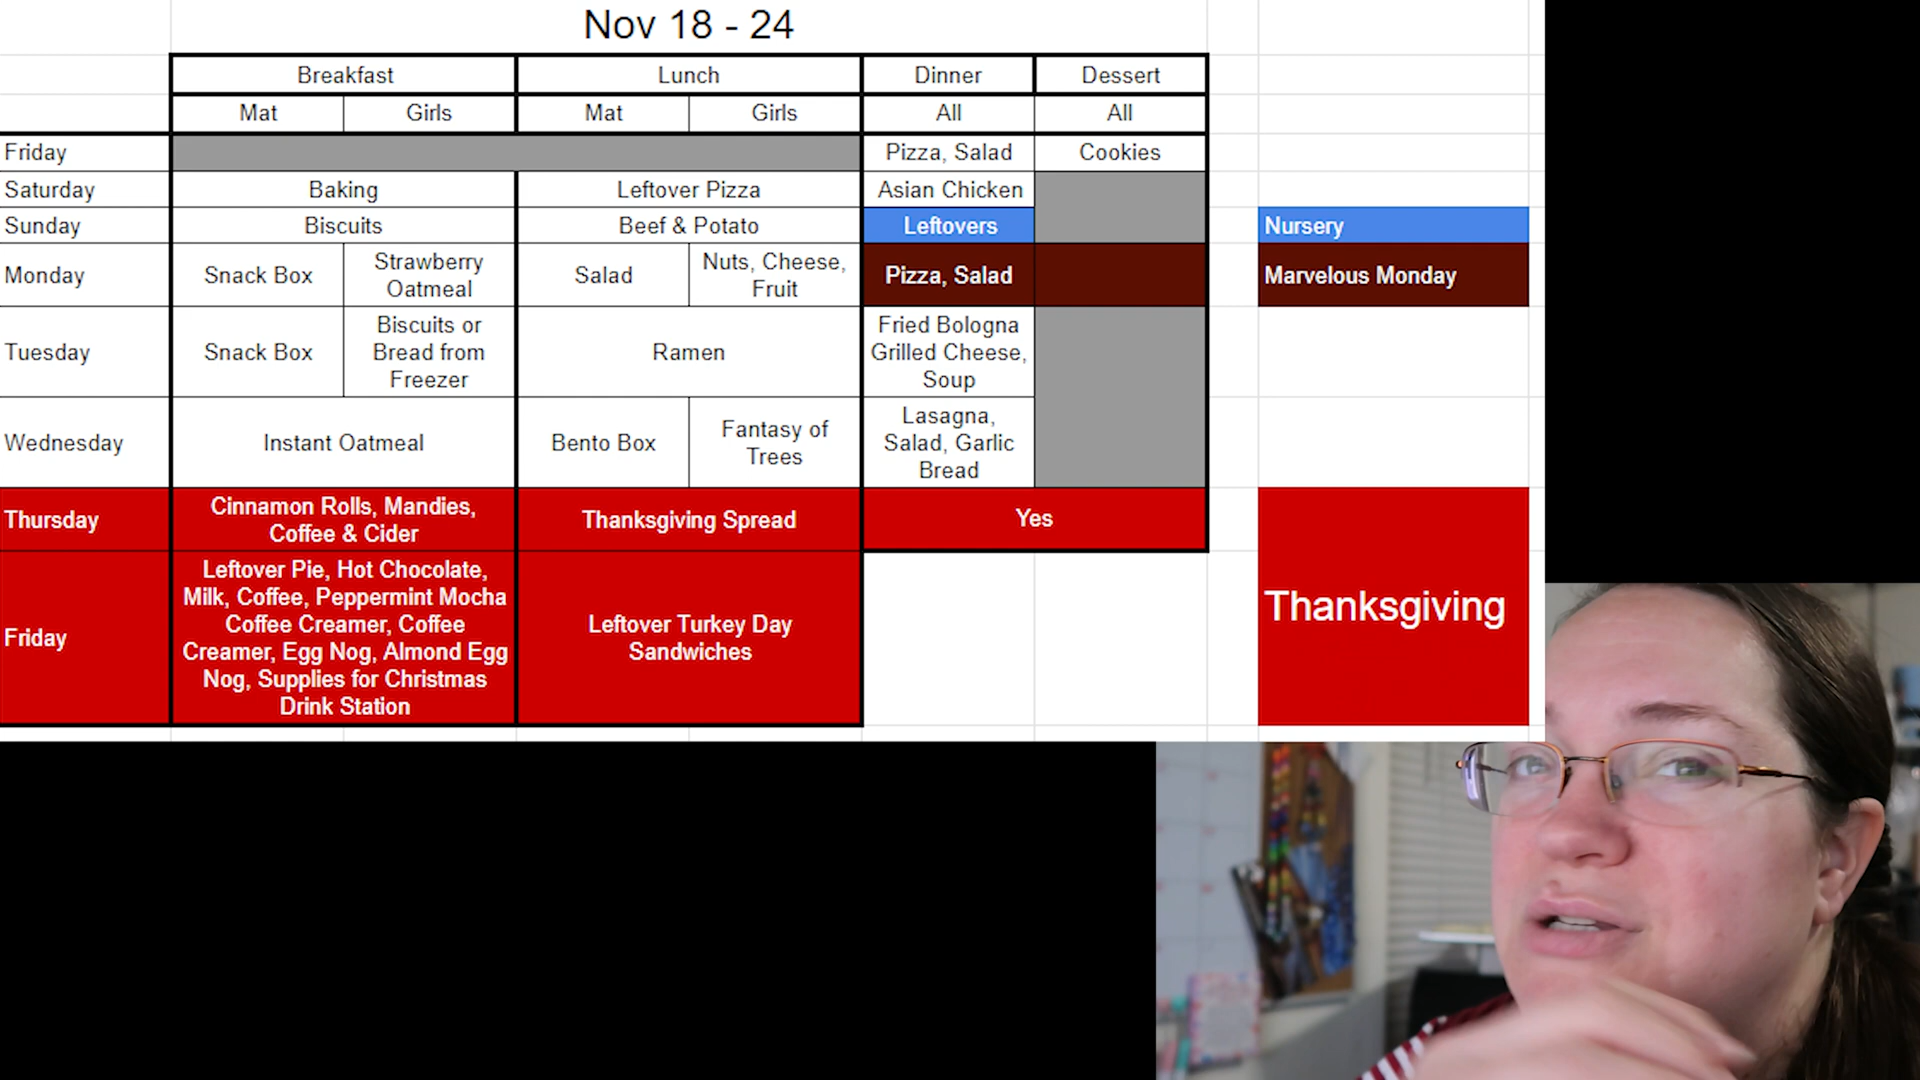 Nov 18 - 24
Breakfast Lunch Dinner Dessert
Mat Girls Mat Girls All All
Friday Pizza, Salad Cookies
Saturday Baking Leftover Pizza Asian Chicken
Sunday Biscuits Beef & Potato Leftovers Nursery
Monday Snack Box
Strawberry
Oatmeal
Salad
Nuts, Cheese,
Fruit
Pizza, Salad
Marvelous Monday
Tuesday
Snack Box
Biscuits or
Bread from
Freezer
Ramen
Fried Bologna
Grilled Cheese,
Soup
Wednesday
Instant Oatmeal
Bento Box
Fantasy of
Trees
Lasagna,
Salad, Garlic
Bread
Thursday
Cinnamon Rolls, Mandies,
Coffee & Cider
Thanksgiving Spread
Yes
Friday
Leftover Pie, Hot Chocolate,
Milk, Coffee, Peppermint Mocha
Coffee Creamer, Coffee
Creamer, Egg Nog, Almond Egg
Nog, Supplies for Christmas
Drink Station
Leftover Turkey Day
Sandwiches
Thanksgiving